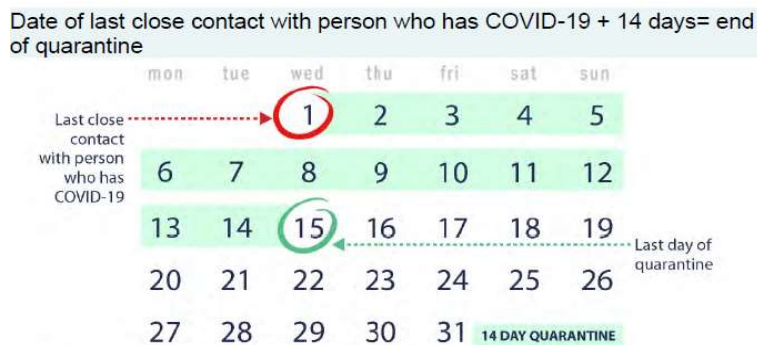 Date of last close contact with person who has COVID-19 + 14 days= end
of quarantine
mon tue wed thu fri sat sun
Last close
contact
with person
who has
COVID-19
1 2 3 4 5
6 7 8 9 10 11 12
13 14 15 16 17 18 19
Last day of
quarantine
20 21 22 23 24 25 26
27 28 29 30 31 14 DAY QUARANTINE